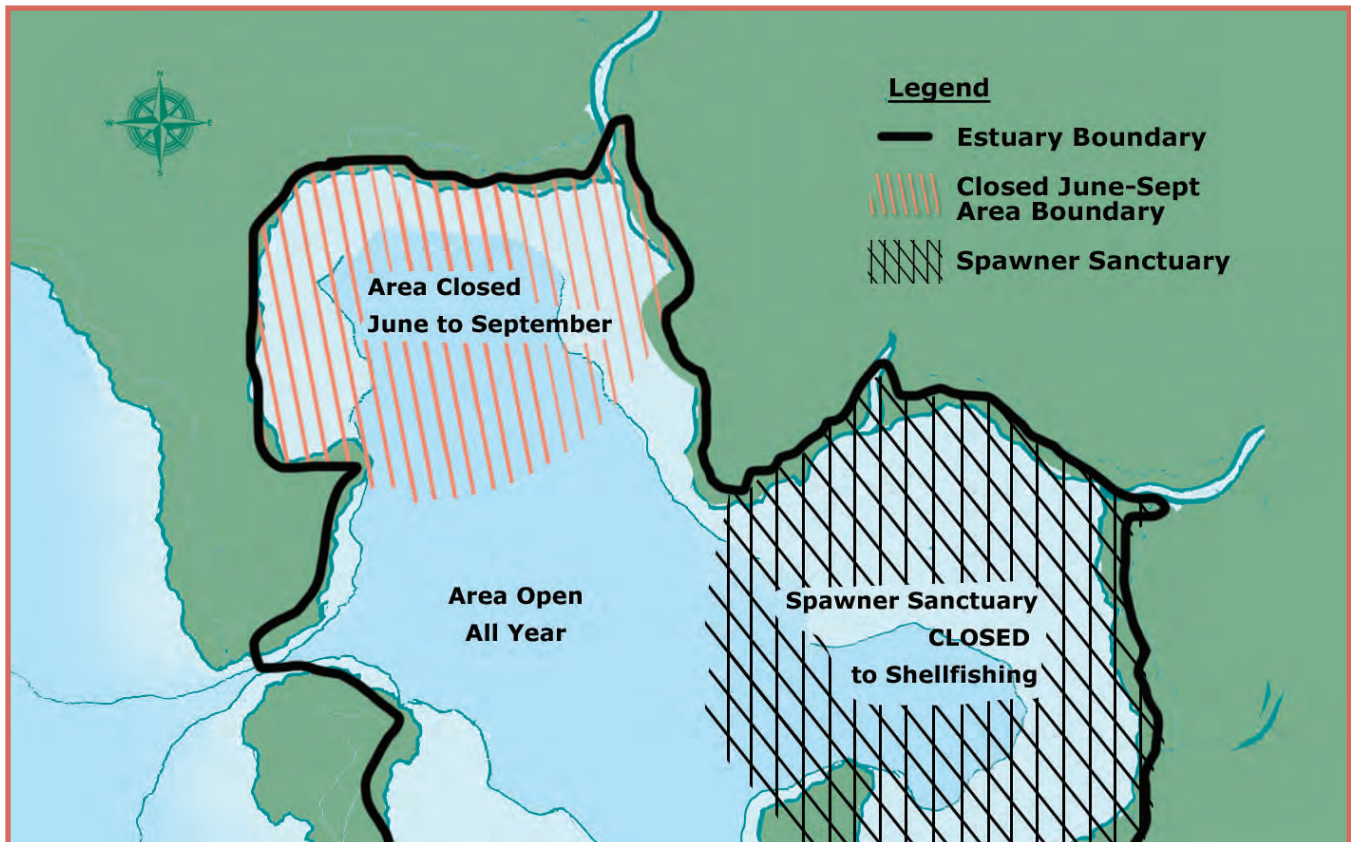 N
W
E
S
Legend
Estuary Boundary
Closed June-Sept
Area Boundary
Spawner Sanctuary
Area Closed
June to September
Area Open
All Year
Spawner Sanctuary
CLOSED
to Shellfishing